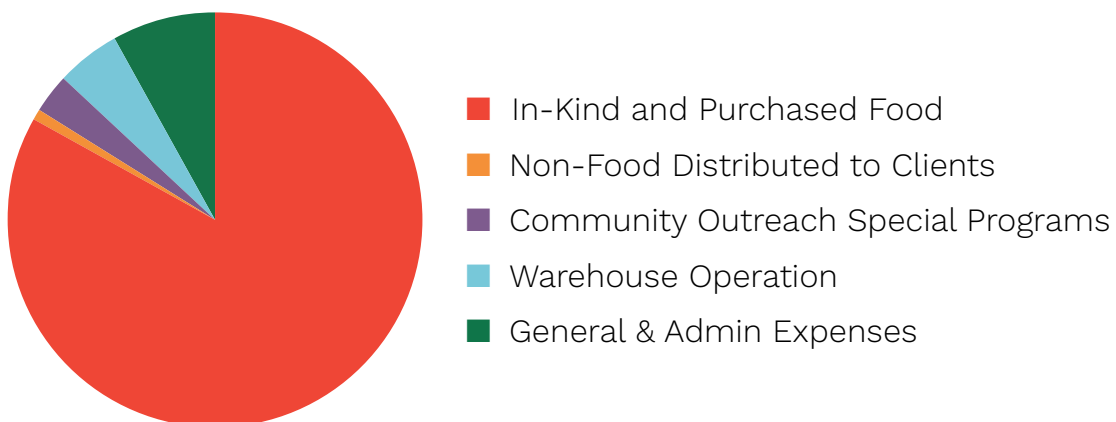 In-Kind and Purchased Food
Non-Food Distributed to Clients
Community Outreach Special Programs
Warehouse Operation
General & Admin Expenses